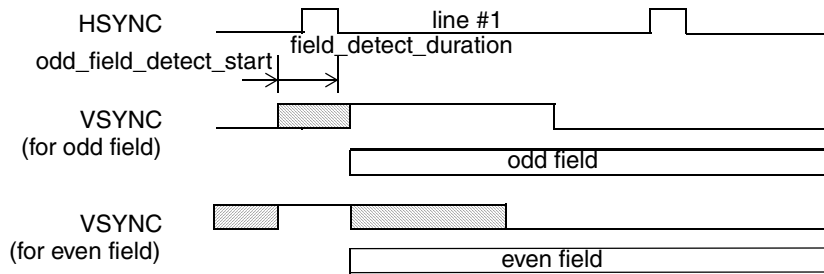 HSYNC
line #1
field_detect_duration
odd_field_detect_start
VSYNC
(for odd field)
odd field
VSYNC
(for even field)
even field